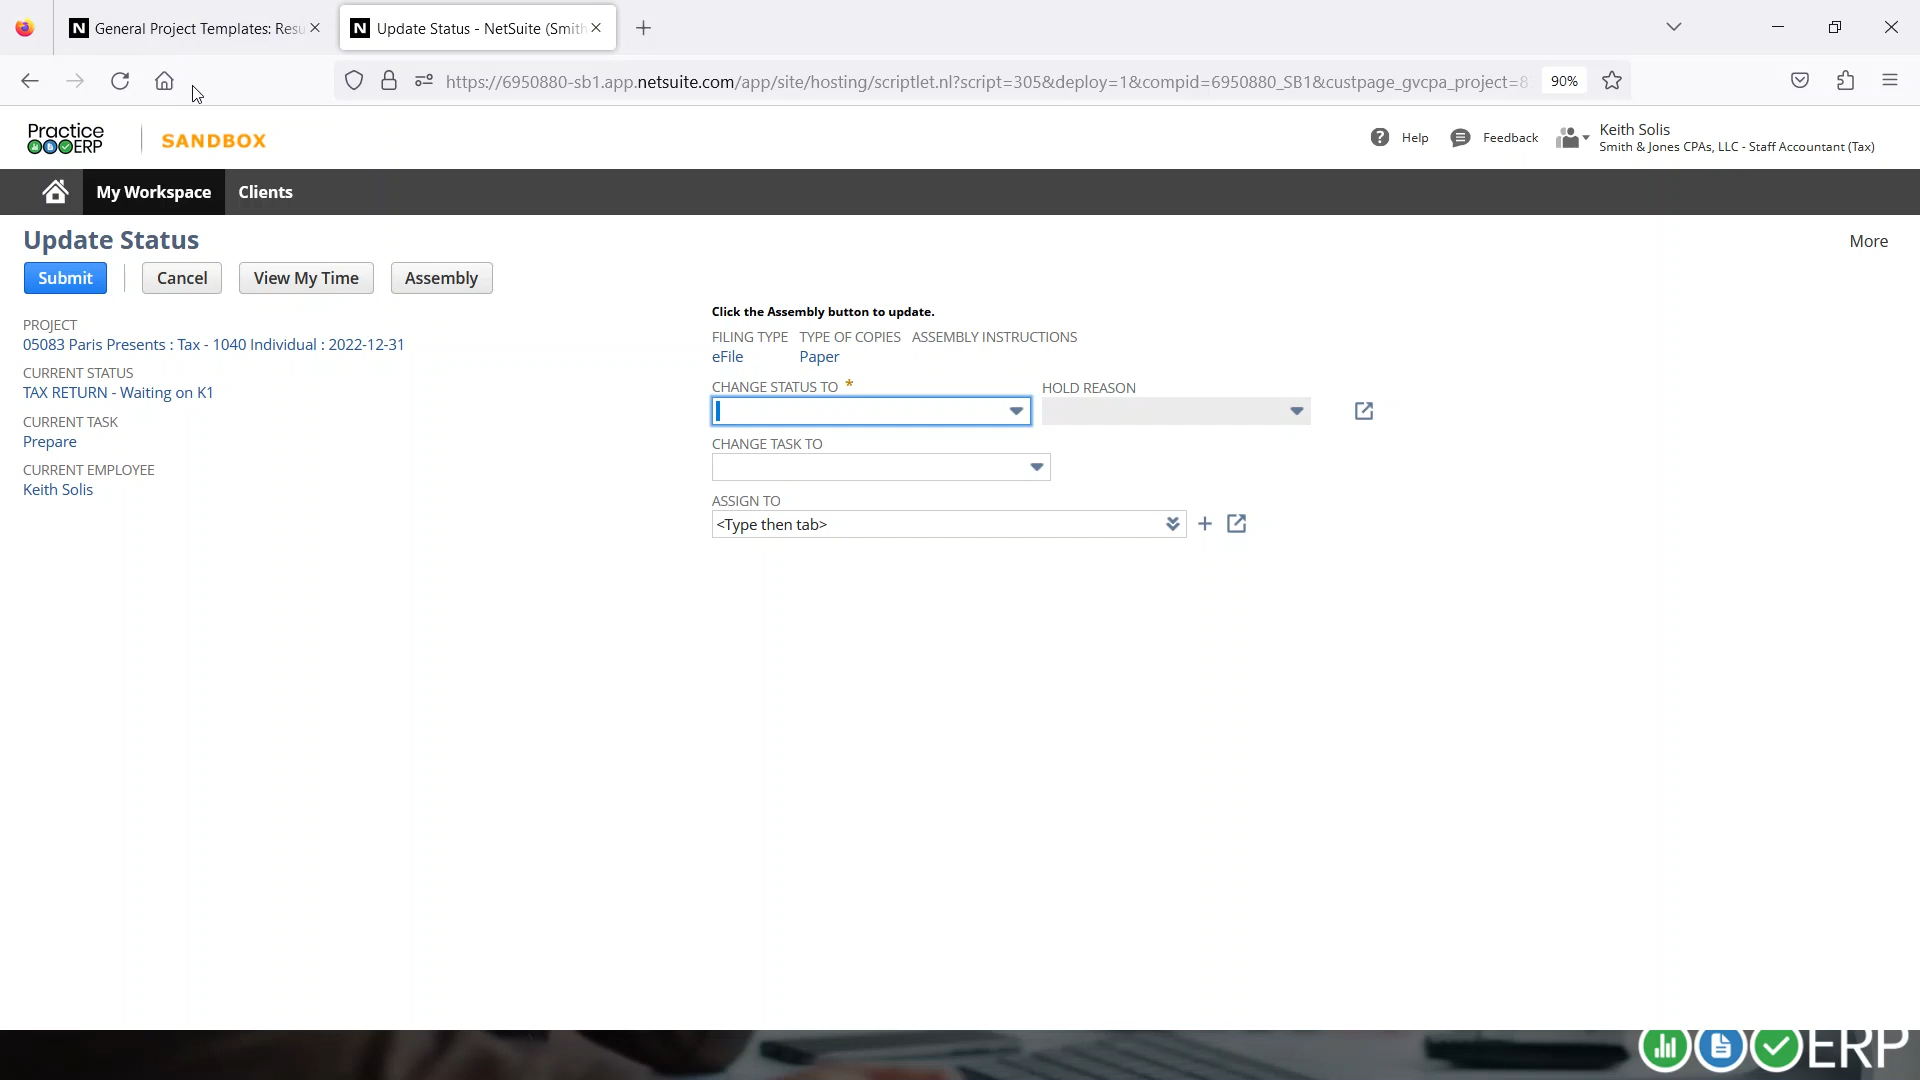 General Project Templates: Resu
Update Status - NetSuite (Smith
https://6950880-sb1.app.netsuite.com/app/site/hosting/scriptlet.nl?script=305&deploy=1&compid=6950880_SB1&custpage_gvcpa_project=8
90%
Practice
ERP
SANDBOX
Help
Feedback
Keith Solis
Smith & Jones CPAs, LLC - Staff Accountant (Tax)
My Workspace
Clients
Update Status
More
Submit
Cancel
View My Time
Assembly
PROJECT
05083 Paris Presents : Tax - 1040 Individual : 2022-12-31
CURRENT STATUS
TAX RETURN - Waiting on K1
CURRENT TASK
Prepare
CURRENT EMPLOYEE
Keith Solis
Click the Assembly button to update.
FILING TYPE TYPE OF COPIES ASSEMBLY INSTRUCTIONS
eFile Paper
CHANGE STATUS TO *
HOLD REASON
CHANGE TASK TO
ASSIGN TO
<Type then tab>
ERP